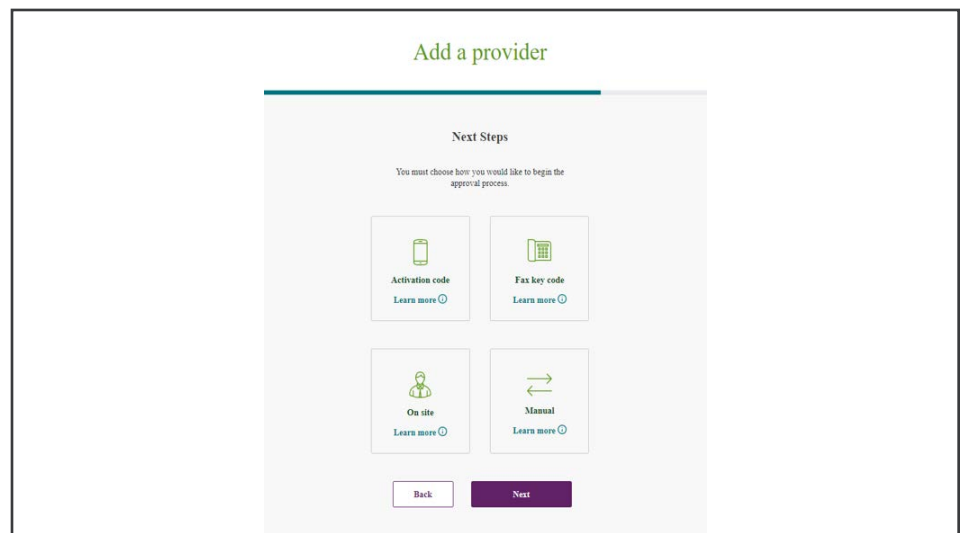 Add a provider
Next Steps
You must choose how you would like to begin the
approval process.
Activation code
Learn more
Fax key code
Learn more
On site
Learn more
Manual
Learn more
Back
Next